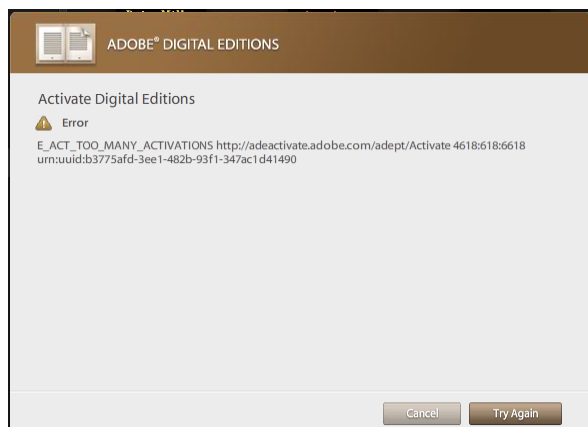 ADOBE® DIGITAL EDITIONS
Activate Digital Editions
Error
E_ACT_TOO_MANY_ACTIVATIONS http://adeactivate.adobe.com/adept/Activate 4618:618:6618
urn:uuid:b3775afd-3ee1-482b-93f1-347ac1d41490
Cancel
Try Again